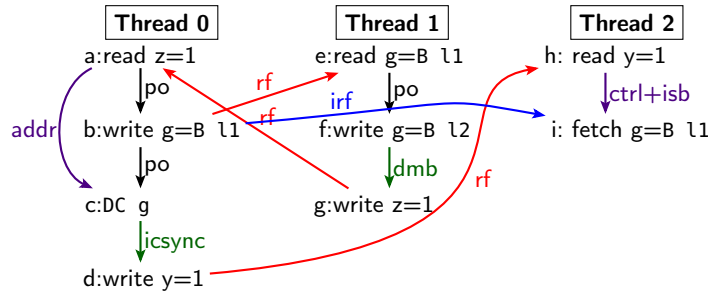 Thread 0
Thread 1
Thread 2
a:read z=1
e:read g=B l1
h: read y=1
po
rf
po
ctrl+isb
addr
b:write g=B l1
rf
irf
f:write g=B l2
i: fetch g=B l1
po
dmb
rf
c:DC g
g:write z=1
icsync
d:write y=1